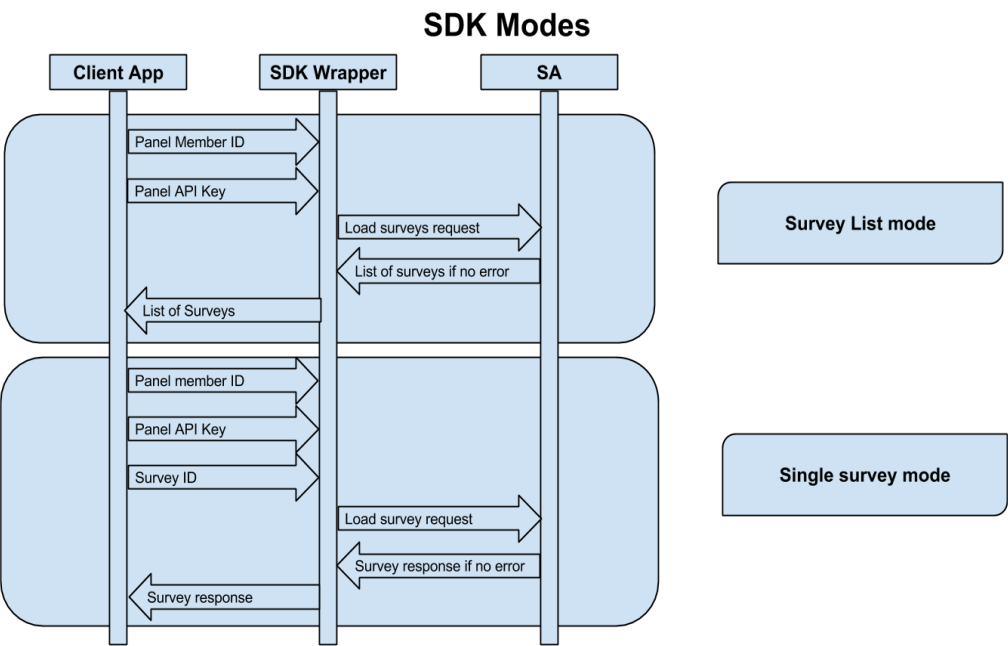 SDK Modes
Client App
SDK Wrapper
SA
Panel Member ID
Panel API Key
Load surveys request
List of surveys if no error
List of Surveys
Survey List mode
Panel member ID
Panel API Key
Survey ID
Load survey request
Survey response if no error
Survey response
Single survey mode